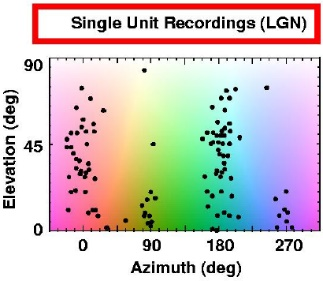 Single Unit Recordings (LGN)
90
45
0
Elevation (deg)
0 90 180 270
Azimuth (deg)